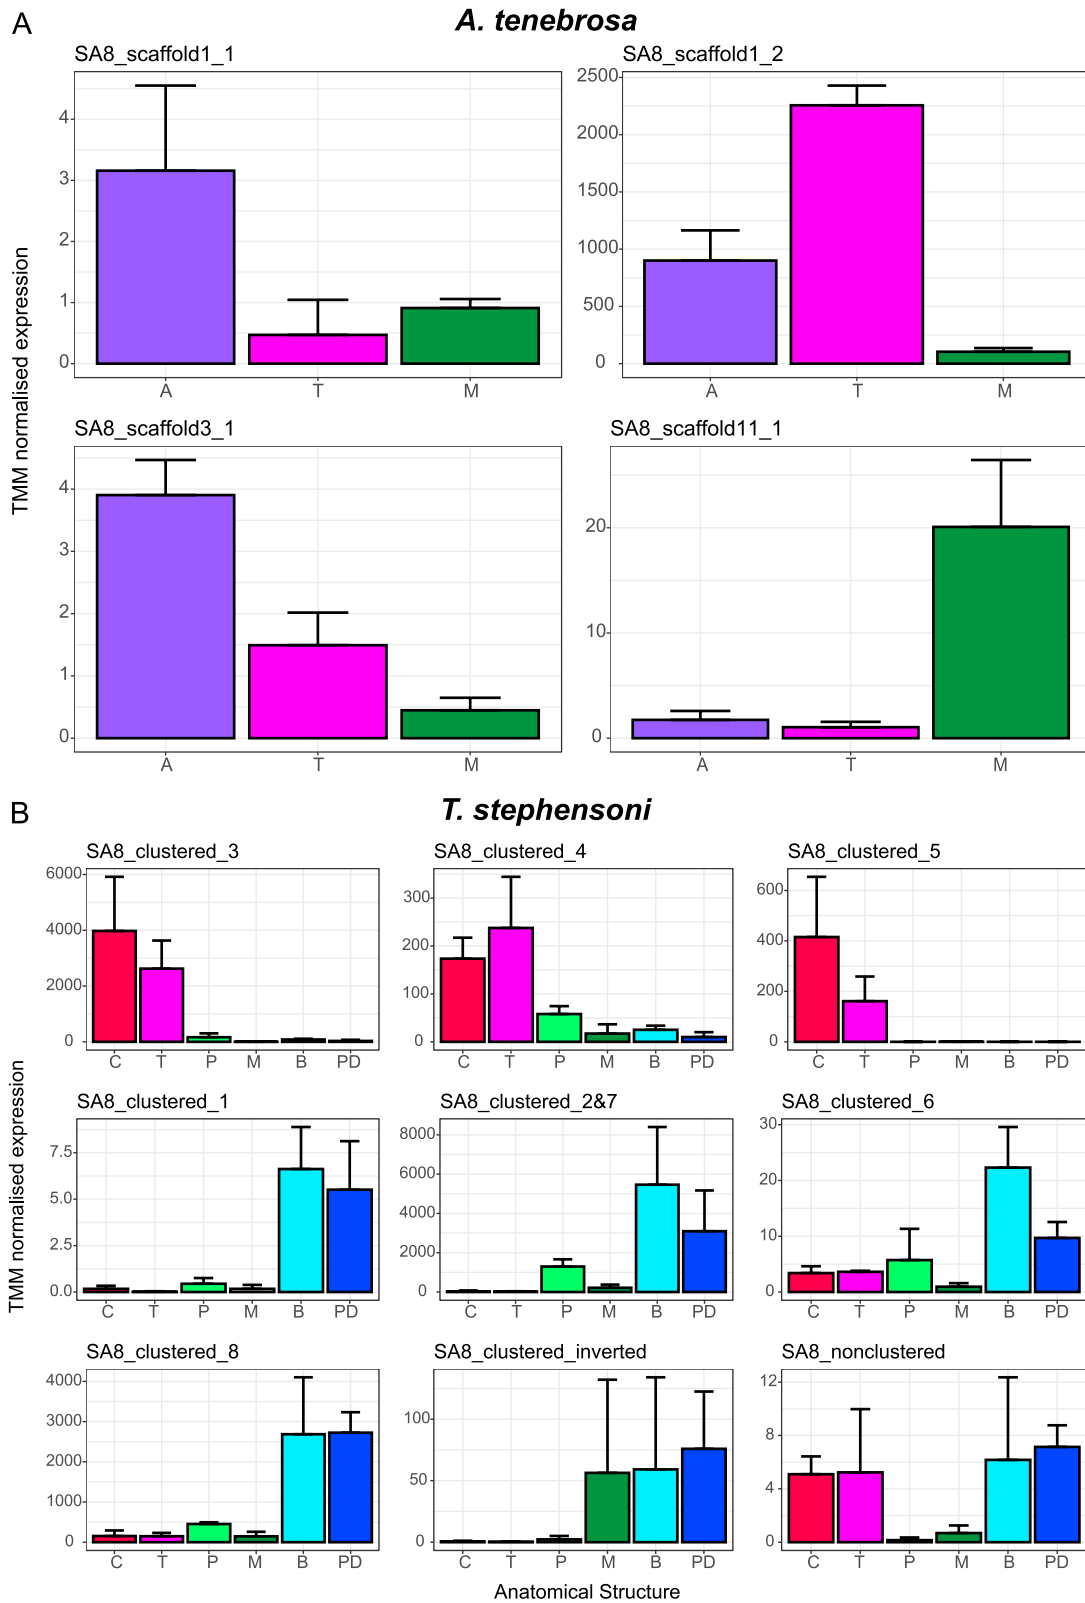 A
A. tenebrosa
SA8_scaffold1_1
SA8_scaffold1_2
TMM normalised expression
4
3
2
1
0
A T M
2500
2000
1500
1000
500
0
A T M
SA8_scaffold3_1
SA8_scaffold11_1
4
3
2
1
0
A T M
20
10
0
A T M
B
T. stephensoni
SA8_clustered_3
SA8_clustered_4
SA8_clustered_5
6000
4000
2000
0
C T P M B PD
300
200
100
0
C T P M B PD
600
400
200
0
C T P M B PD
TMM normalised expression
SA8_clustered_1
SA8_clustered_2&7
SA8_clustered_6
7.5
5.0
2.5
0.0
C T P M B PD
8000
6000
4000
2000
0
C T P M B PD
30
20
10
0
C T P M B PD
SA8_clustered_8
SA8_clustered_inverted
SA8_nonclustered
4000
3000
2000
1000
0
C T P M B PD
100
50
0
C T P M B PD
12
8
4
0
C T P M B PD
Anatomical Structure